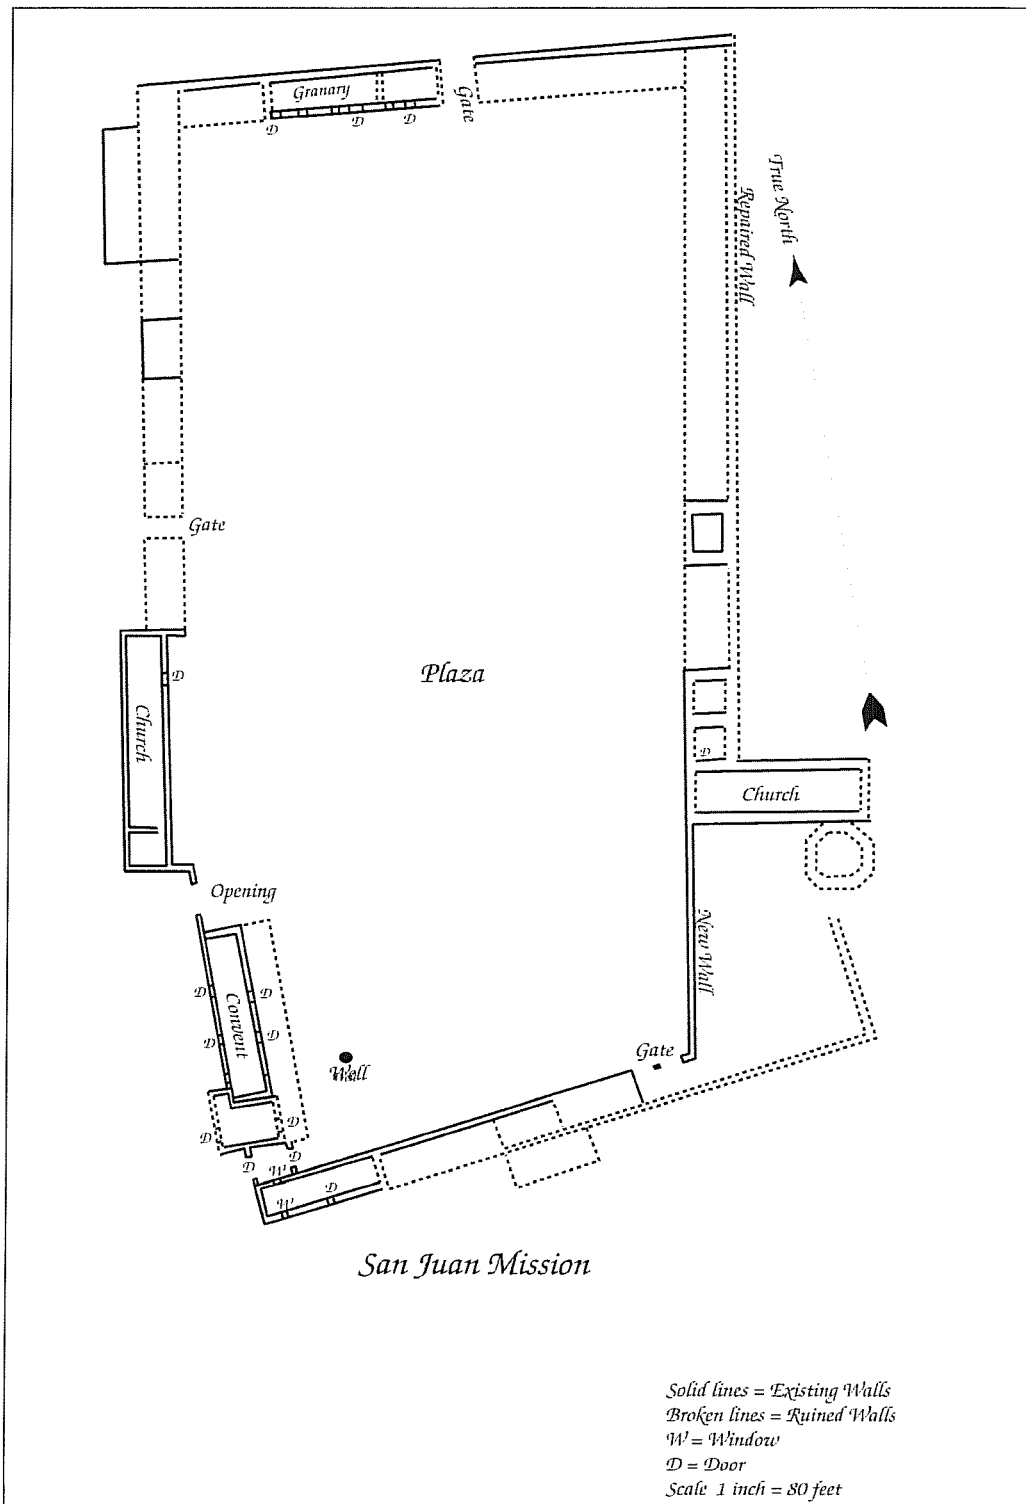 Granary
Gate
D
D
D
True North
Repaired Wall
Gate
Plaza
D
Church
D
Church
Opening
New Wall
D
D
Convent
D
D
Gate
Well
D
D
D
D
W
D
W
San Juan Mission
Solid lines = Existing Walls
Broken lines = Ruined Walls
W = Window
D = Door
Scale 1 inch = 80 feet